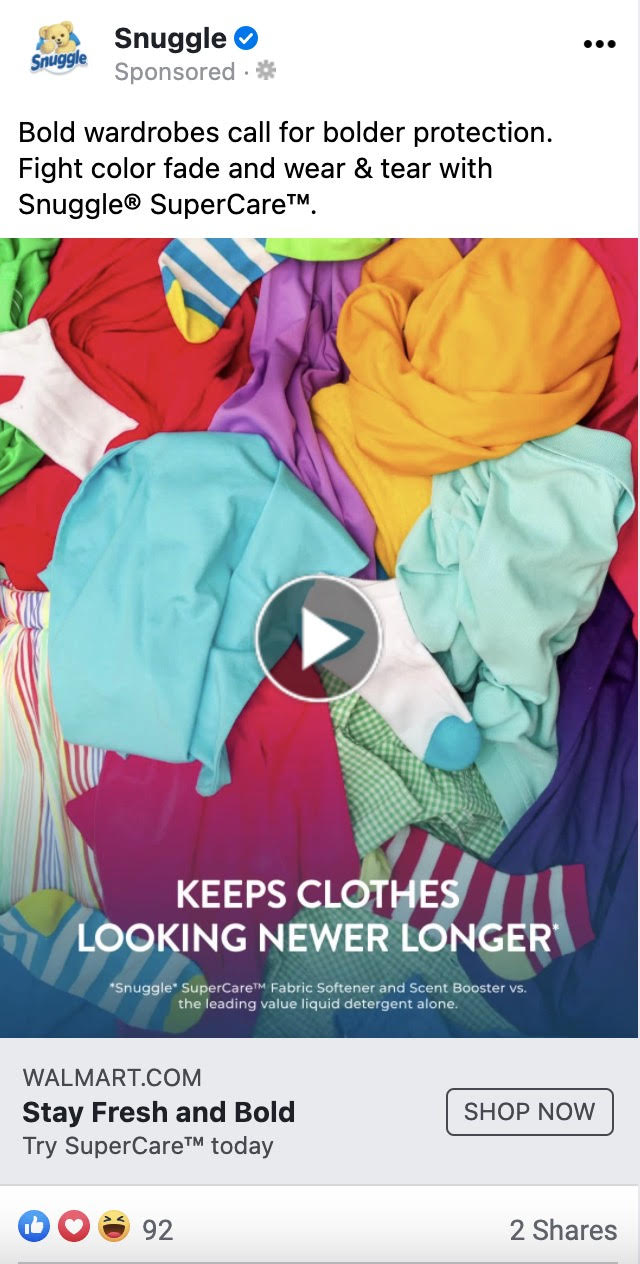 Snuggle
Snuggle
Sponsored ·
Bold wardrobes call for bolder protection.
Fight color fade and wear & tear with
Snuggle® SuperCare™.
KEEPS CLOTHES
LOOKING NEWER LONGER*
*Snuggle® SuperCare™ Fabric Softener and Scent Booster vs.
the leading value liquid detergent alone.
WALMART.COM
Stay Fresh and Bold
Try SuperCare™ today
SHOP NOW
92
2 Shares